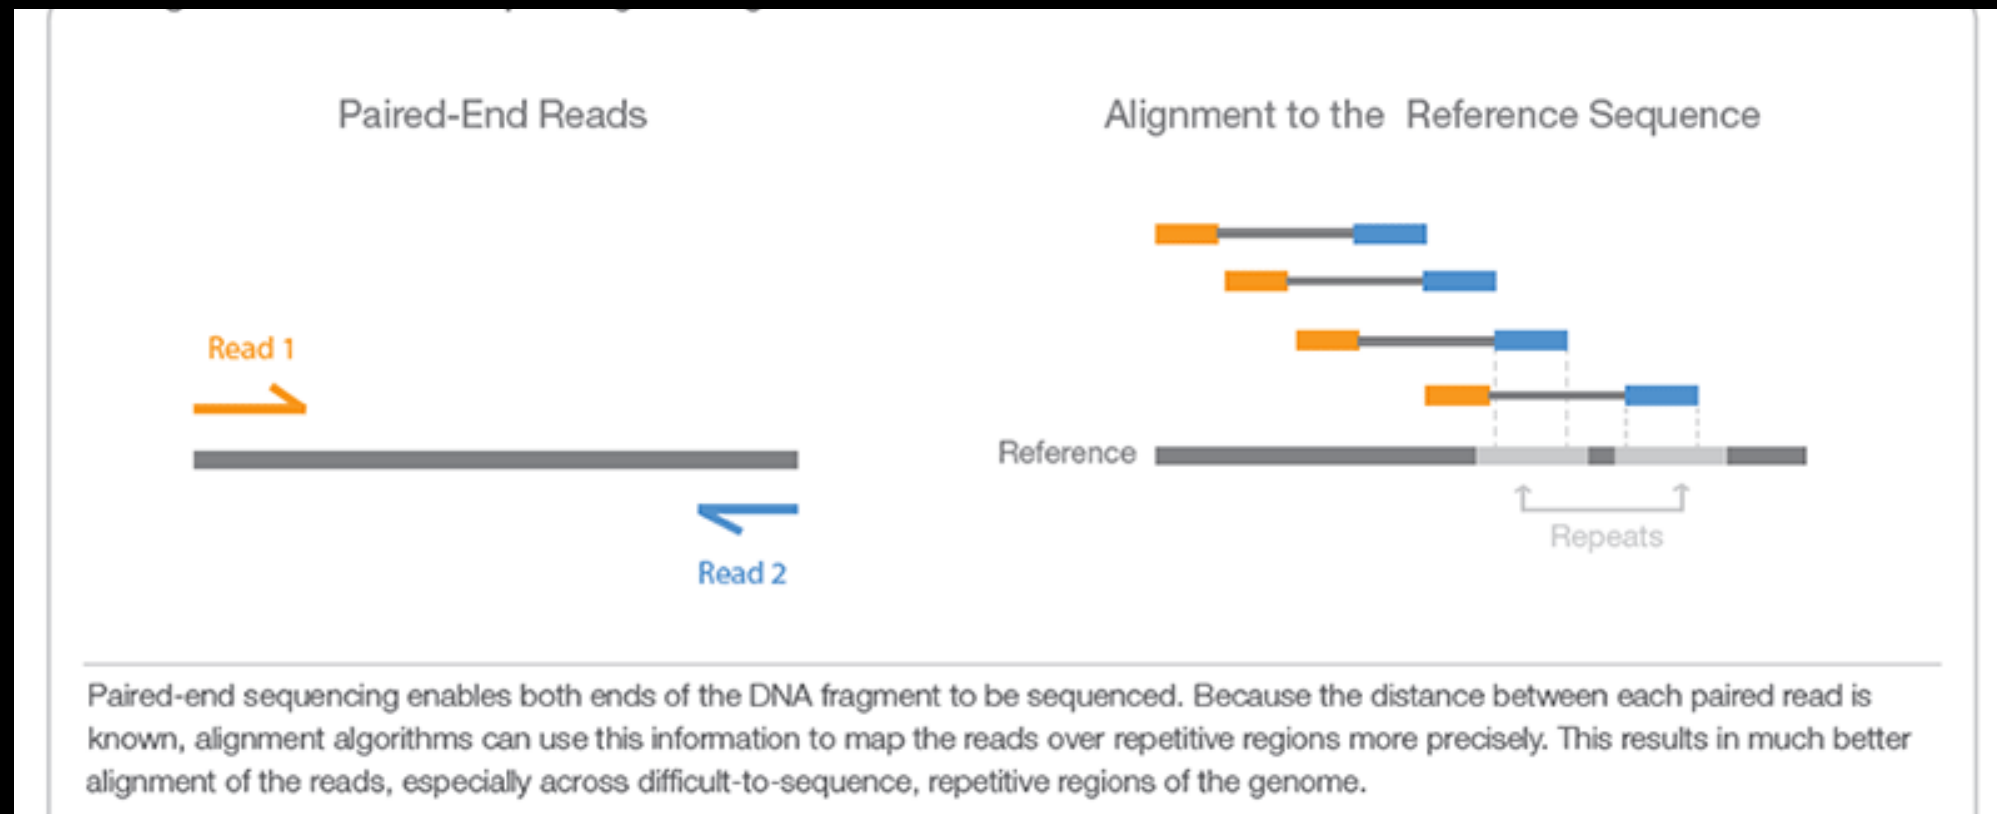 Paired-End Reads
Alignment to the Reference Sequence
Read 1
Reference
Repeats
Read 2
Paired-end sequencing enables both ends of the DNA fragment to be sequenced. Because the distance between each paired read is
known, alignment algorithms can use this information to map the reads over repetitive regions more precisely. This results in much better
alignment of the reads, especially across difficult-to-sequence, repetitive regions of the genome.